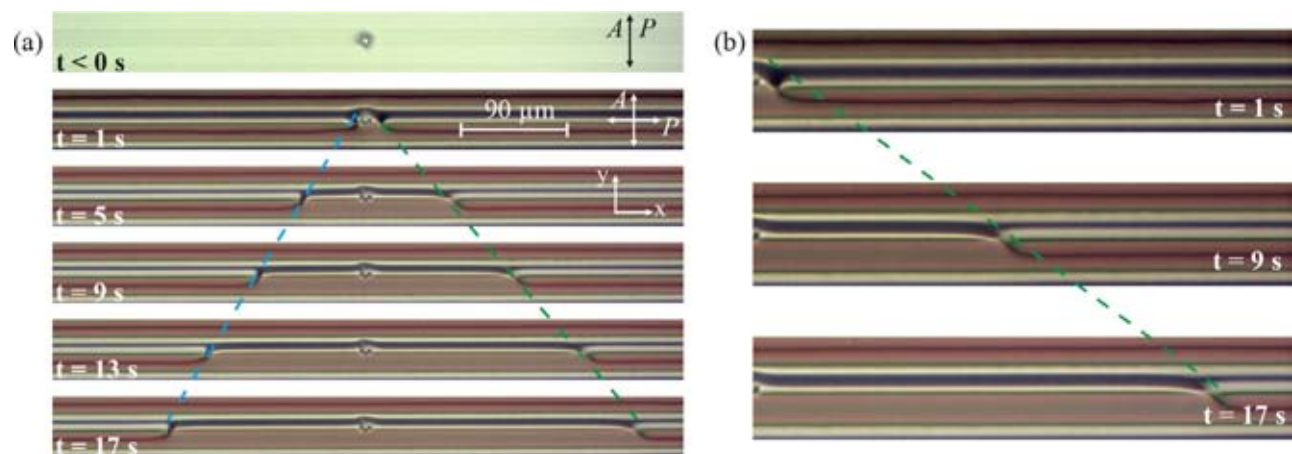 (a)
A P
t < 0 s
90 μm
A
P
t = 1 s
y
x
t = 5 s
t = 9 s
t = 13 s
t = 17 s
(b)
t = 1 s
t = 9 s
t = 17 s